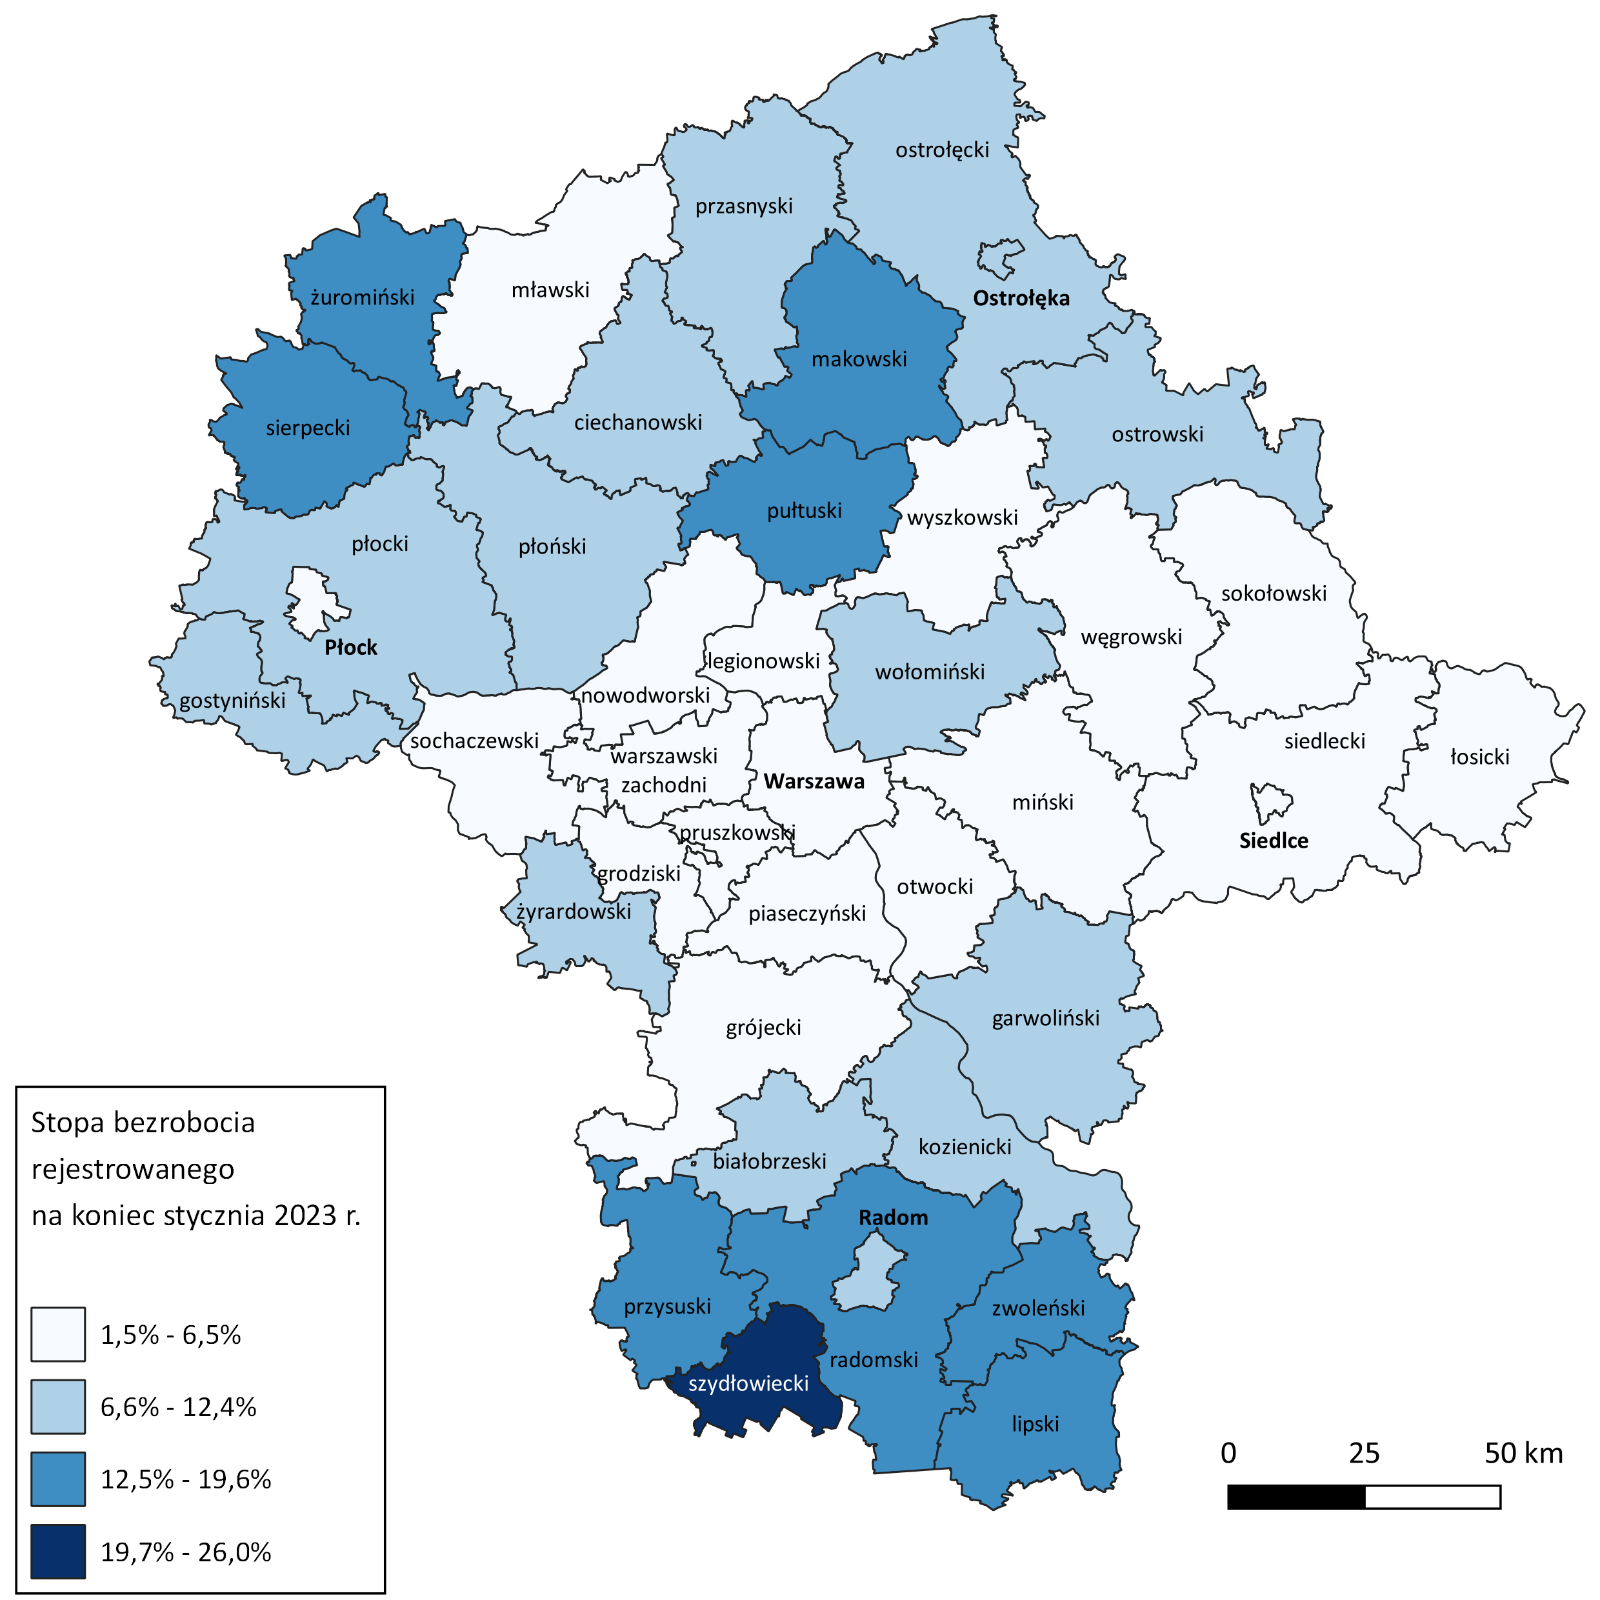 ostrołęcki
przasnyski
żuromiński
mławski
Ostrołęka
makowski
sierpecki
ciechanowski
ostrowski
pułtuski
wyszkowski
płocki
płoński
sokołowski
węgrowski
Płock
legionowski
wołomiński
gostyniński
nowodworski
sochaczewski
warszawski
zachodni
Warszawa
siedlecki
łosicki
miński
pruszkowski
Siedlce
grodziski
otwocki
żyrardowski
piaseczyński
grójecki
garwoliński
kozienicki
białobrzeski
Radom
przysuski
zwoleński
radomski
szydłowiecki
lipski
Stopa bezrobocia
rejestrowanego
na koniec stycznia 2023 r.
1,5% - 6,5%
6,6% - 12,4%
12,5% - 19,6%
19,7% - 26,0%
0 25 50 km